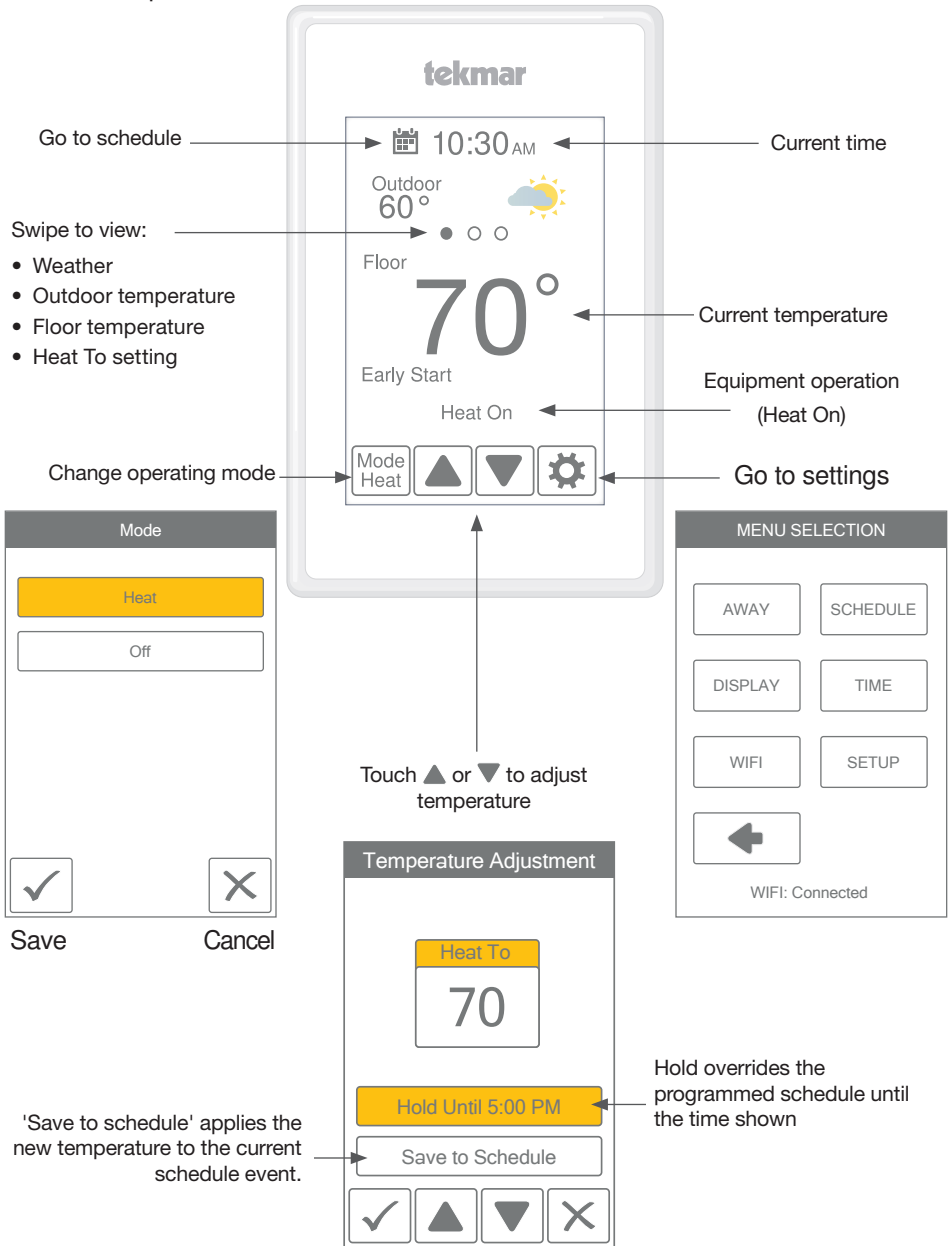 tekmar
Go to schedule
10:30 AM
Current time
Outdoor
60°
Swipe to view:
• Weather
• Outdoor temperature
• Floor temperature
• Heat To setting
Floor
70°
Current temperature
Early Start
Equipment operation
(Heat On)
Heat On
Change operating mode
Mode
Heat
Go to settings
Mode
Heat
Off
Save
Cancel
MENU SELECTION
AWAY
SCHEDULE
DISPLAY
TIME
WIFI
SETUP
WIFI: Connected
Touch ▲ or ▼ to adjust
temperature
Temperature Adjustment
Heat To
70
Hold Until 5:00 PM
Hold overrides the
programmed schedule until
the time shown
'Save to schedule' applies the
new temperature to the current
schedule event.
Save to Schedule